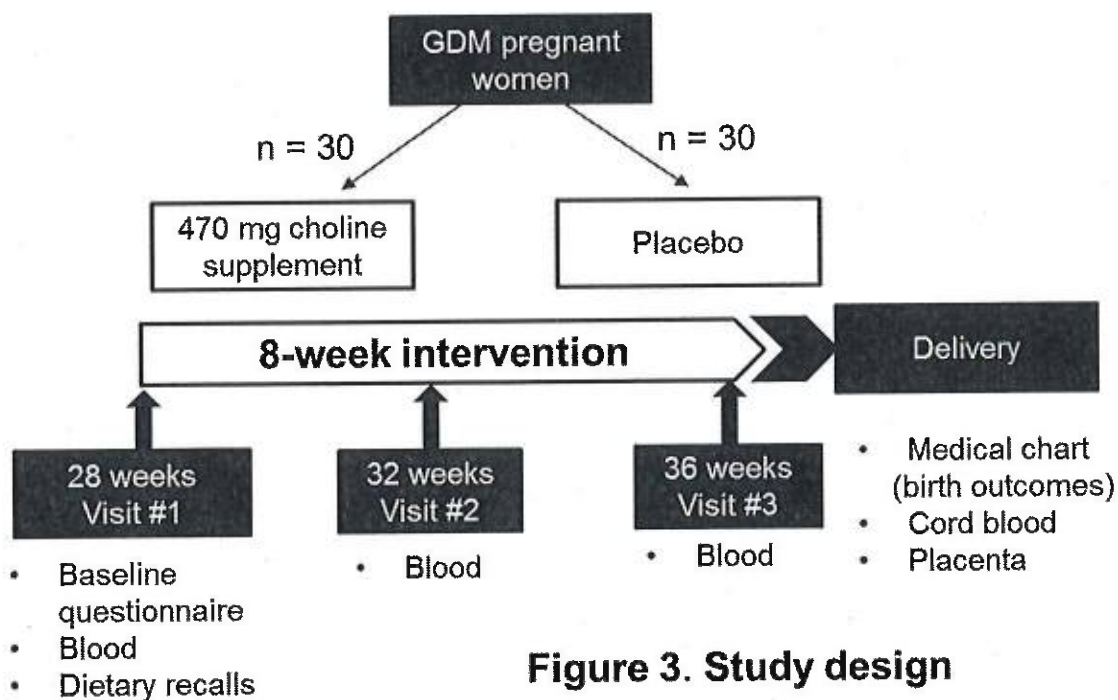 GDM pregnant
women
n = 30
n = 30
470 mg choline
supplement
Placebo
8-week intervention
Delivery
28 weeks
Visit #1
32 weeks
Visit #2
36 weeks
Visit #3
• Baseline
questionnaire
• Blood
• Dietary recalls
• Blood
• Blood
• Medical chart
(birth outcomes)
• Cord blood
• Placenta
Figure 3. Study design